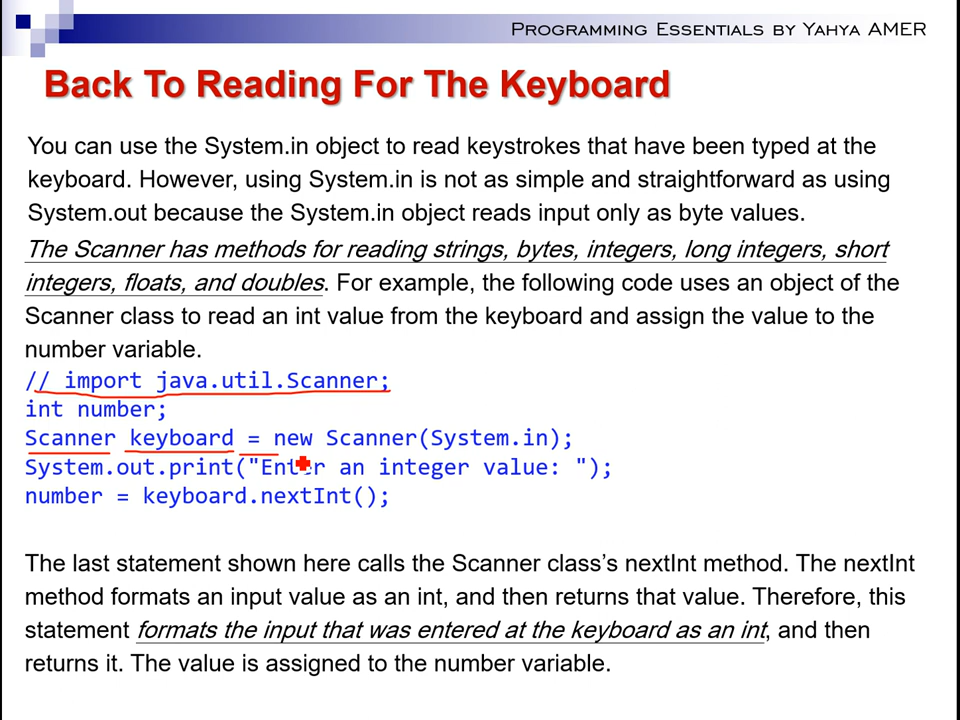 Programming Essentials by Yahya AMER
Back To Reading For The Keyboard
You can use the System.in object to read keystrokes that have been typed at the
keyboard. However, using System.in is not as simple and straightforward as using
System.out because the System.in object reads input only as byte values.
The Scanner has methods for reading strings, bytes, integers, long integers, short
integers, floats, and doubles. For example, the following code uses an object of the
Scanner class to read an int value from the keyboard and assign the value to the
number variable.
// import java.util.Scanner;
int number;
Scanner keyboard = new Scanner(System.in);
System.out.print("Enter an integer value: ");
number = keyboard.nextInt();
The last statement shown here calls the Scanner class’s nextInt method. The nextInt
method formats an input value as an int, and then returns that value. Therefore, this
statement formats the input that was entered at the keyboard as an int, and then
returns it. The value is assigned to the number variable.